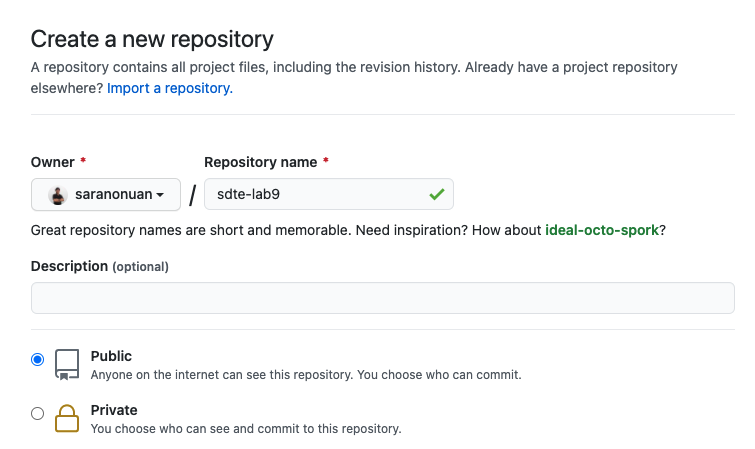 Create a new repository
A repository contains all project files, including the revision history. Already have a project repository
elsewhere? Import a repository.
Owner * Repository name *
saranonuan / sdte-lab9
Great repository names are short and memorable. Need inspiration? How about ideal-octo-spork?
Description (optional)
Public
Anyone on the internet can see this repository. You choose who can commit.
Private
You choose who can see and commit to this repository.